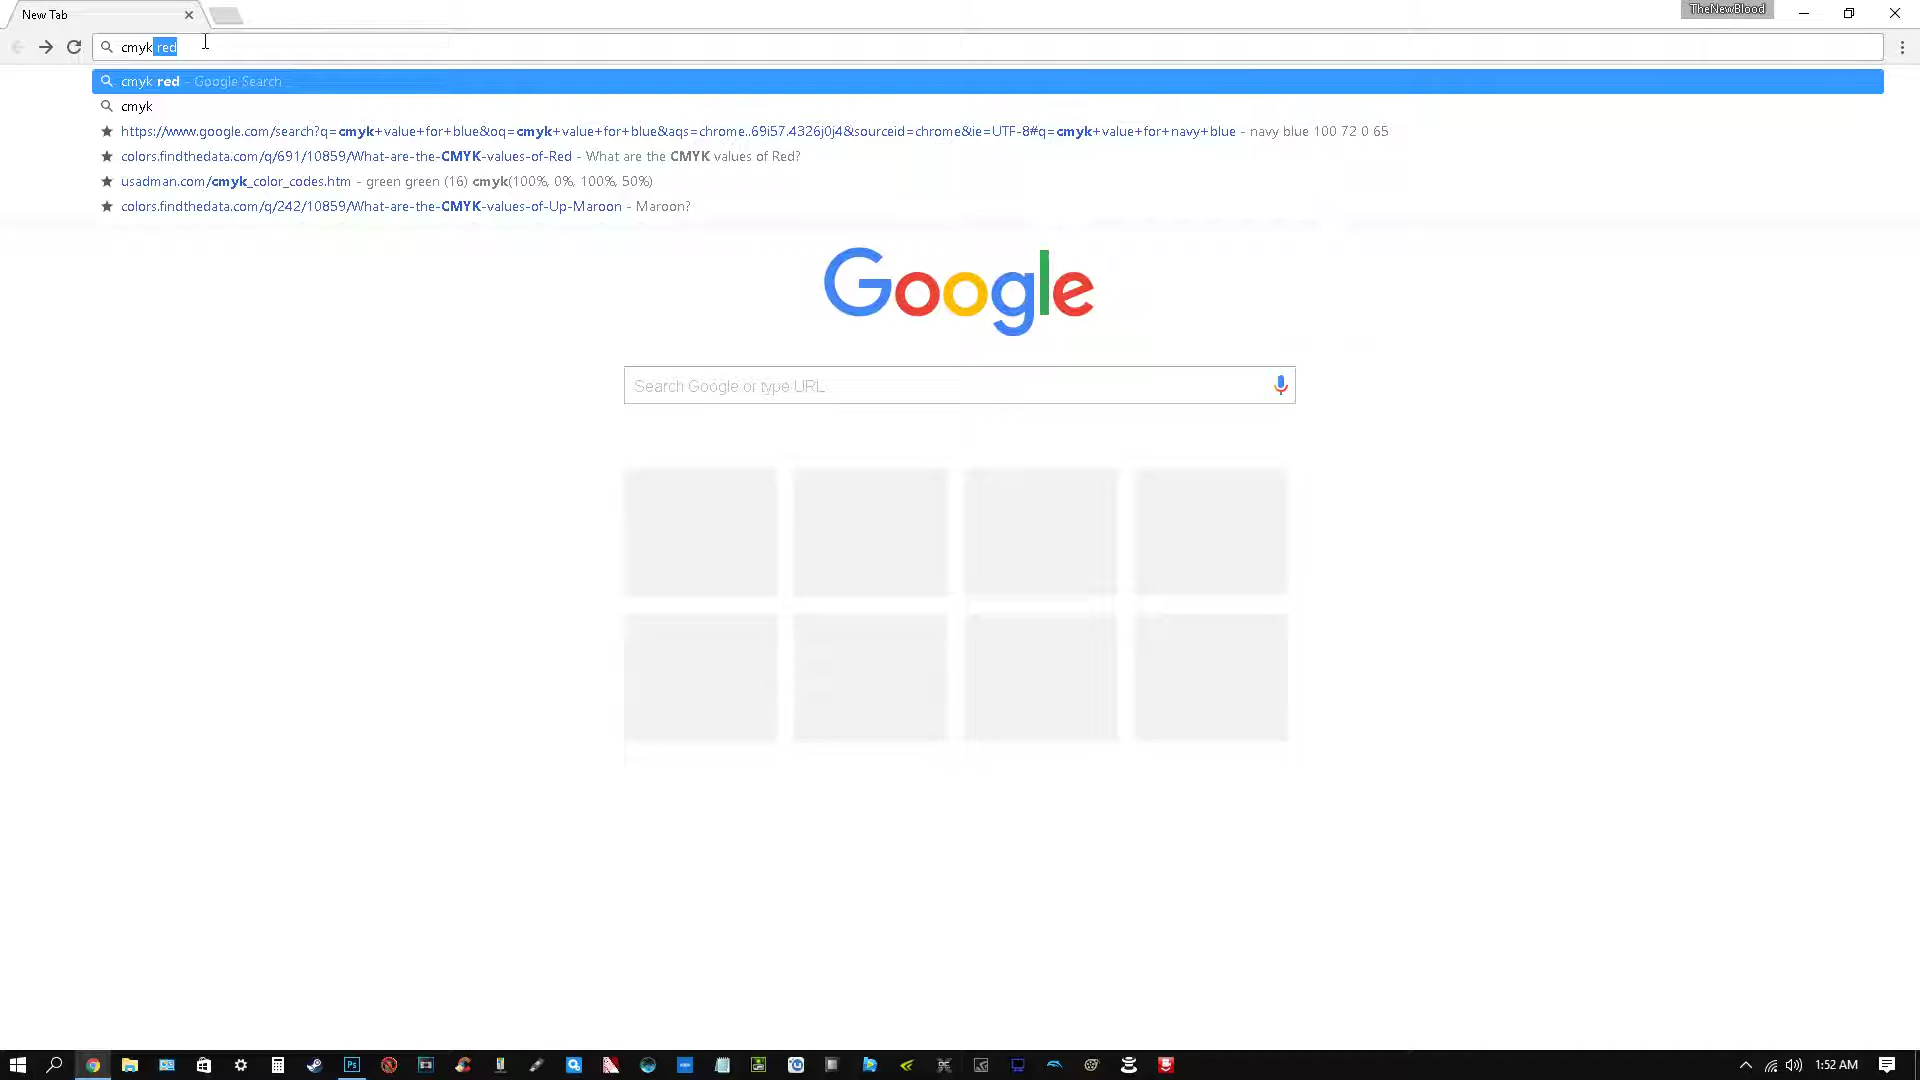 New Tab
TheNewBlood
cmyk red
cmyk red - Google Search
cmyk
https://www.google.com/search?q=cmyk+value+for+blue&oq=cmyk+value+for+blue&aqs=chrome..69i57.4326j0j4&sourceid=chrome&ie=UTF-8#q=cmyk+value+for+navy+blue - navy blue 100 72 0 65
colors.findthedata.com/q/691/10859/What-are-the-CMYK-values-of-Red - What are the CMYK values of Red?
usadman.com/cmyk_color_codes.htm - green green (16) cmyk(100%, 0%, 100%, 50%)
colors.findthedata.com/q/242/10859/What-are-the-CMYK-values-of-Up-Maroon - Maroon?
Google
Search Google or type URL
Ps
1:52 AM